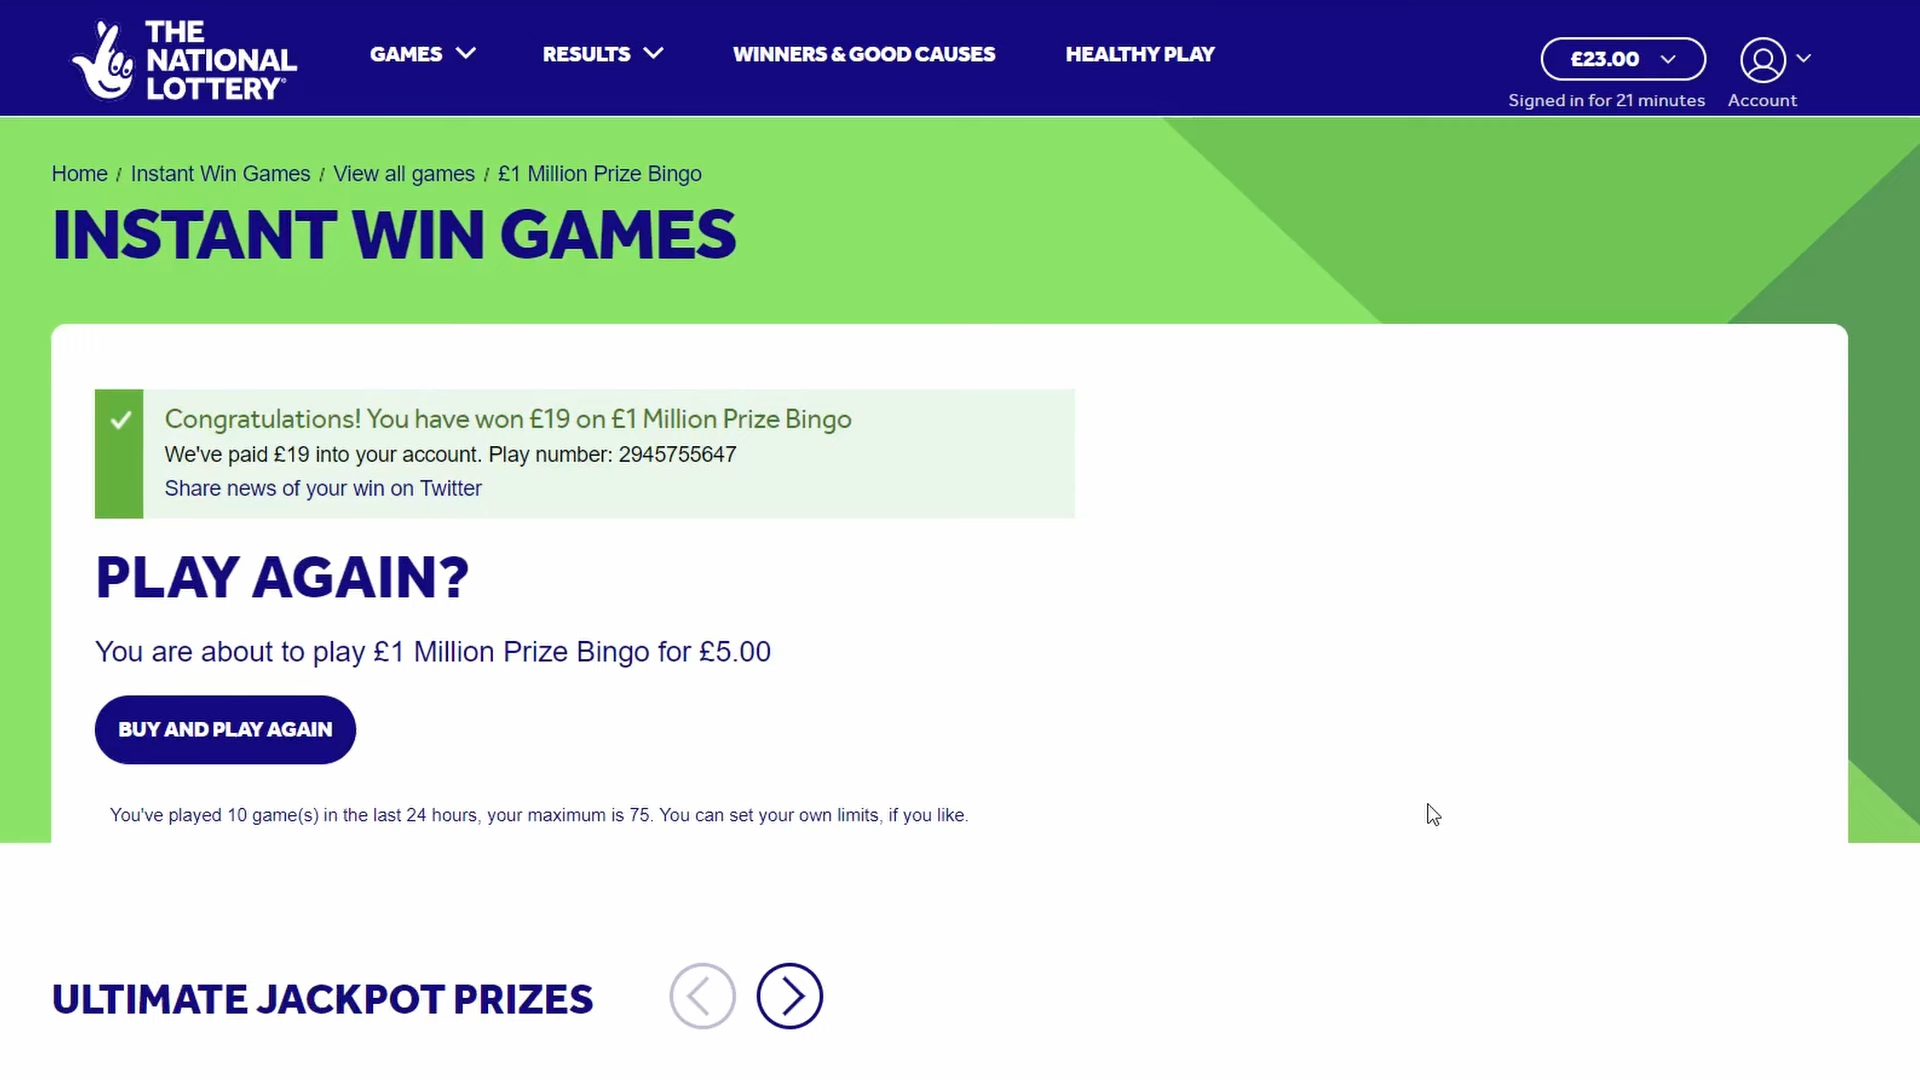 THE
NATIONAL
LOTTERY®
GAMES
RESULTS
WINNERS & GOOD CAUSES
HEALTHY PLAY
£23.00
Signed in for 21 minutes
Account
Home / Instant Win Games / View all games / £1 Million Prize Bingo
INSTANT WIN GAMES
Congratulations! You have won £19 on £1 Million Prize Bingo
We've paid £19 into your account. Play number: 2945755647
Share news of your win on Twitter
PLAY AGAIN?
You are about to play £1 Million Prize Bingo for £5.00
BUY AND PLAY AGAIN
You've played 10 game(s) in the last 24 hours, your maximum is 75. You can set your own limits, if you like.
ULTIMATE JACKPOT PRIZES